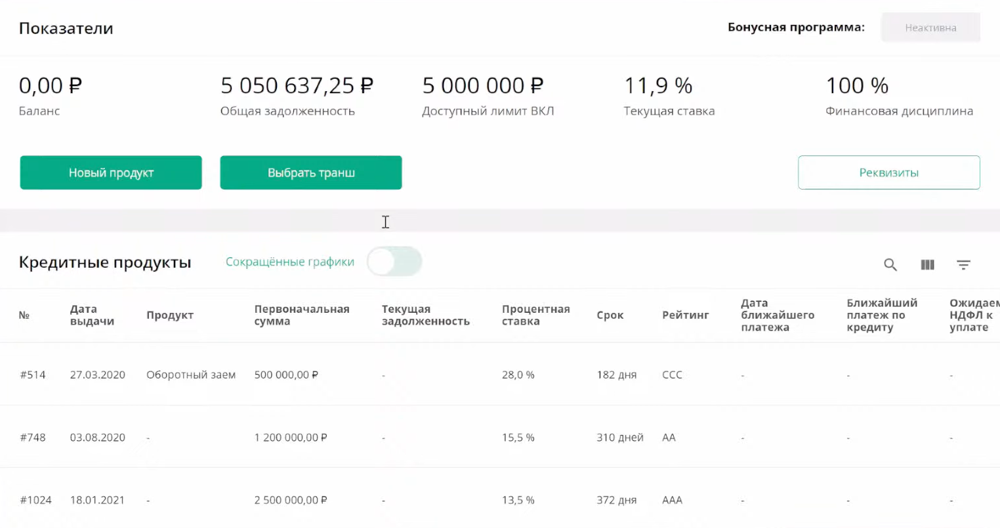 Показатели
Бонусная программа:
Неактивна
0,00 ₽
5 050 637,25 ₽
5 000 000 ₽
11,9 %
100 %
Баланс
Общая задолженность
Доступный лимит ВКЛ
Текущая ставка
Финансовая дисциплина
Новый продукт
Выбрать транш
Реквизиты
Кредитные продукты
Сокращённые графики
№
Дата
выдачи
Продукт
Первоначальная
сумма
Текущая
задолженность
Процентная
ставка
Срок
Рейтинг
Дата
ближайшего
платежа
Ближайший
платеж по
кредиту
Ожидаем
НДФЛ к
уплате
#514 27.03.2020 Оборотный заем 500 000,00 ₽ - 28,0 % 182 дня CCC - - -
#748 03.08.2020 - 1 200 000,00 ₽ - 15,5 % 310 дней AA - - -
#1024 18.01.2021 - 2 500 000,00 ₽ - 13,5 % 372 дня AAA - - -